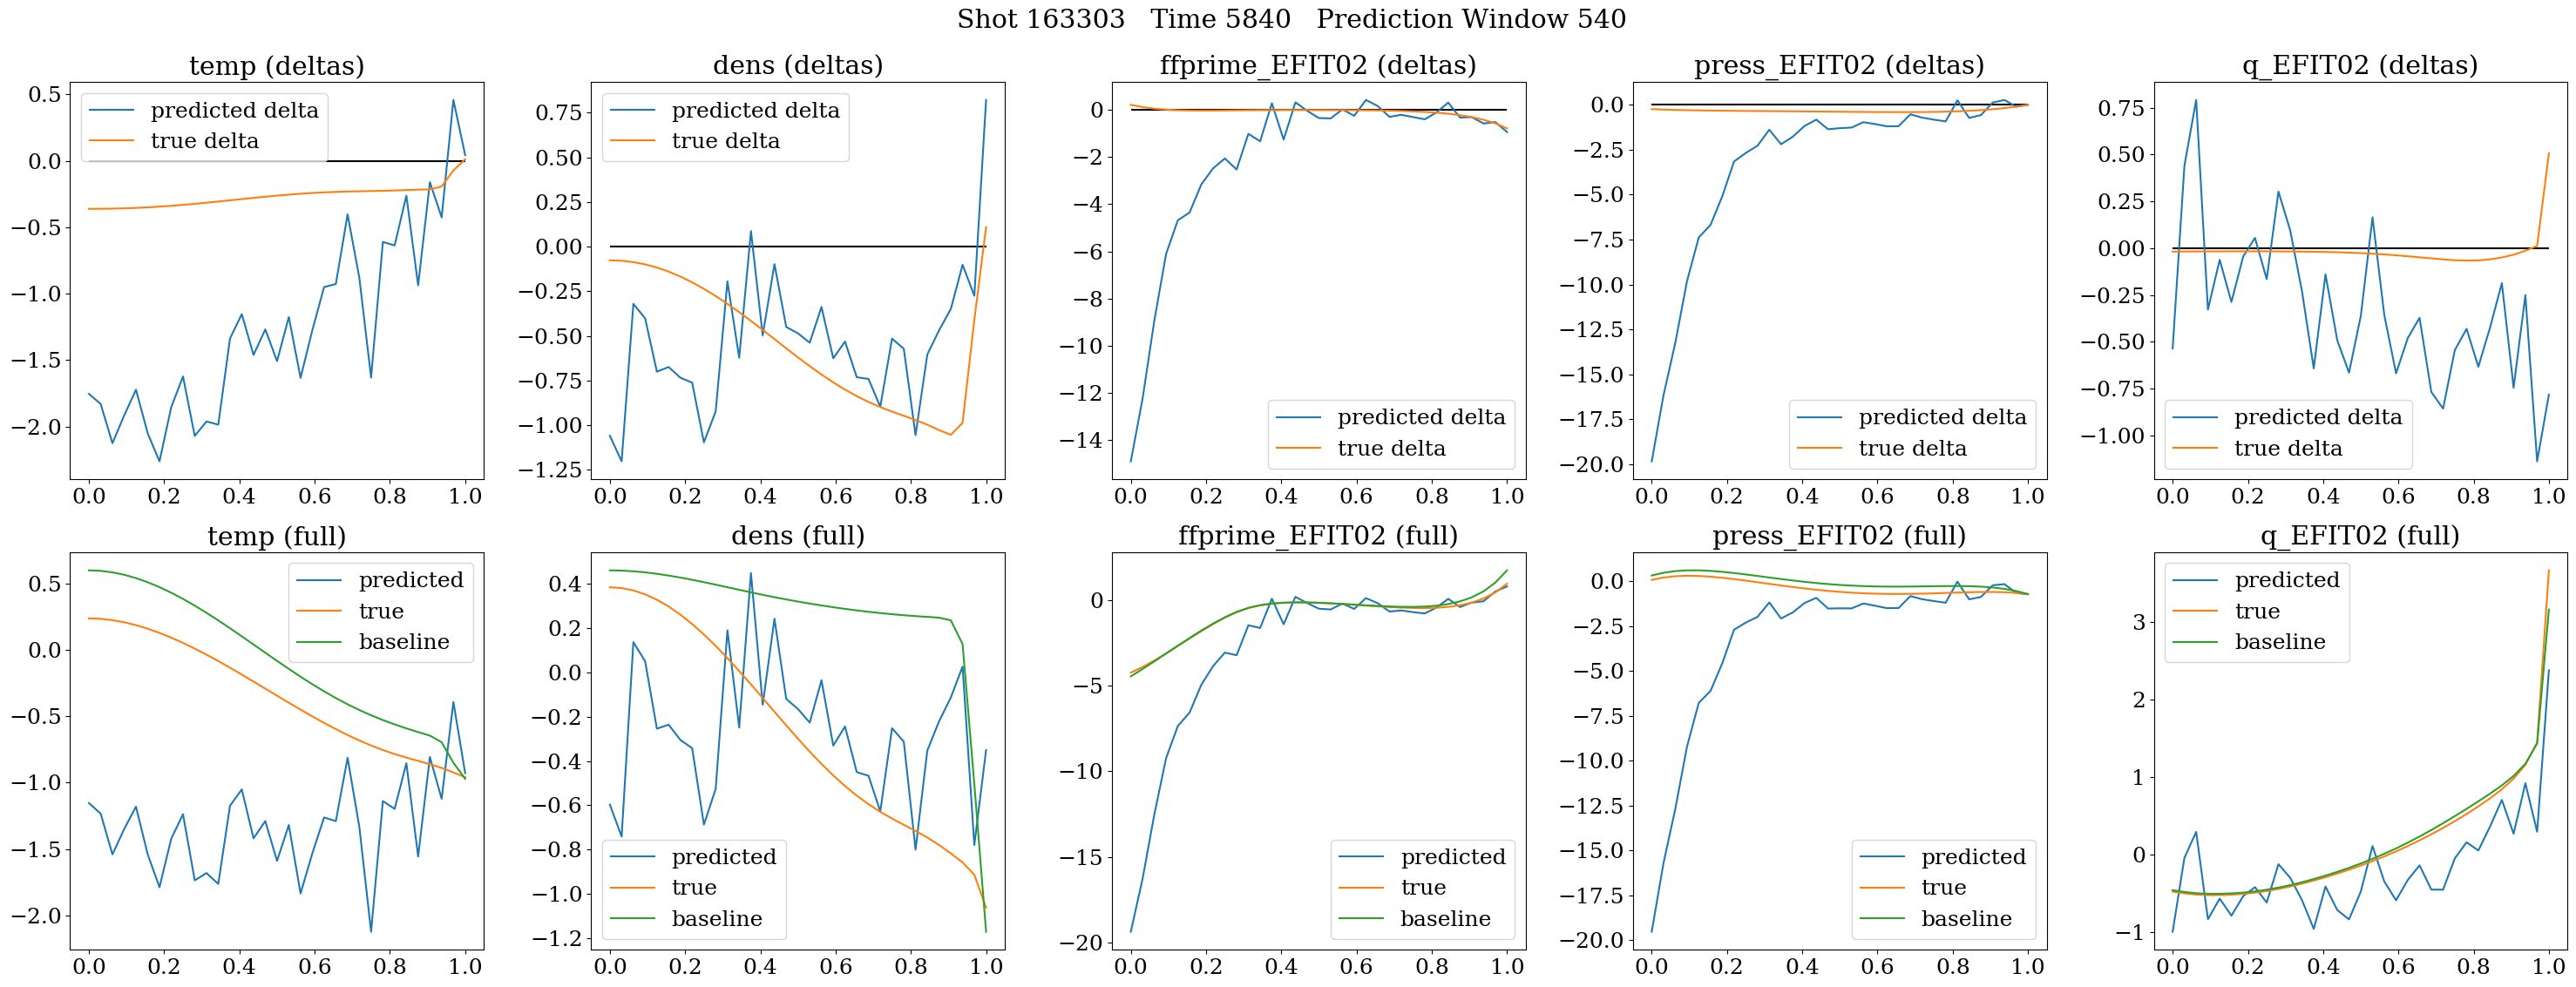 Shot 163303   Time 5840   Prediction Window 540
temp (deltas)
0.5
0.0
−0.5
−1.0
−1.5
−2.0
predicted delta
true delta
0.0 0.2 0.4 0.6 0.8 1.0
dens (deltas)
0.75
0.50
0.25
0.00
−0.25
−0.50
−0.75
−1.00
−1.25
predicted delta
true delta
0.0 0.2 0.4 0.6 0.8 1.0
ffprime_EFIT02 (deltas)
0
−2
−4
−6
−8
−10
−12
−14
predicted delta
true delta
0.0 0.2 0.4 0.6 0.8 1.0
press_EFIT02 (deltas)
0.0
−2.5
−5.0
−7.5
−10.0
−12.5
−15.0
−17.5
−20.0
predicted delta
true delta
0.0 0.2 0.4 0.6 0.8 1.0
q_EFIT02 (deltas)
0.75
0.50
0.25
0.00
−0.25
−0.50
−0.75
−1.00
predicted delta
true delta
0.0 0.2 0.4 0.6 0.8 1.0
temp (full)
0.5
0.0
−0.5
−1.0
−1.5
−2.0
predicted
true
baseline
0.0 0.2 0.4 0.6 0.8 1.0
dens (full)
0.4
0.2
0.0
−0.2
−0.4
−0.6
−0.8
−1.0
−1.2
predicted
true
baseline
0.0 0.2 0.4 0.6 0.8 1.0
ffprime_EFIT02 (full)
0
−5
−10
−15
−20
predicted
true
baseline
0.0 0.2 0.4 0.6 0.8 1.0
press_EFIT02 (full)
0.0
−2.5
−5.0
−7.5
−10.0
−12.5
−15.0
−17.5
−20.0
predicted
true
baseline
0.0 0.2 0.4 0.6 0.8 1.0
q_EFIT02 (full)
3
2
1
0
−1
predicted
true
baseline
0.0 0.2 0.4 0.6 0.8 1.0